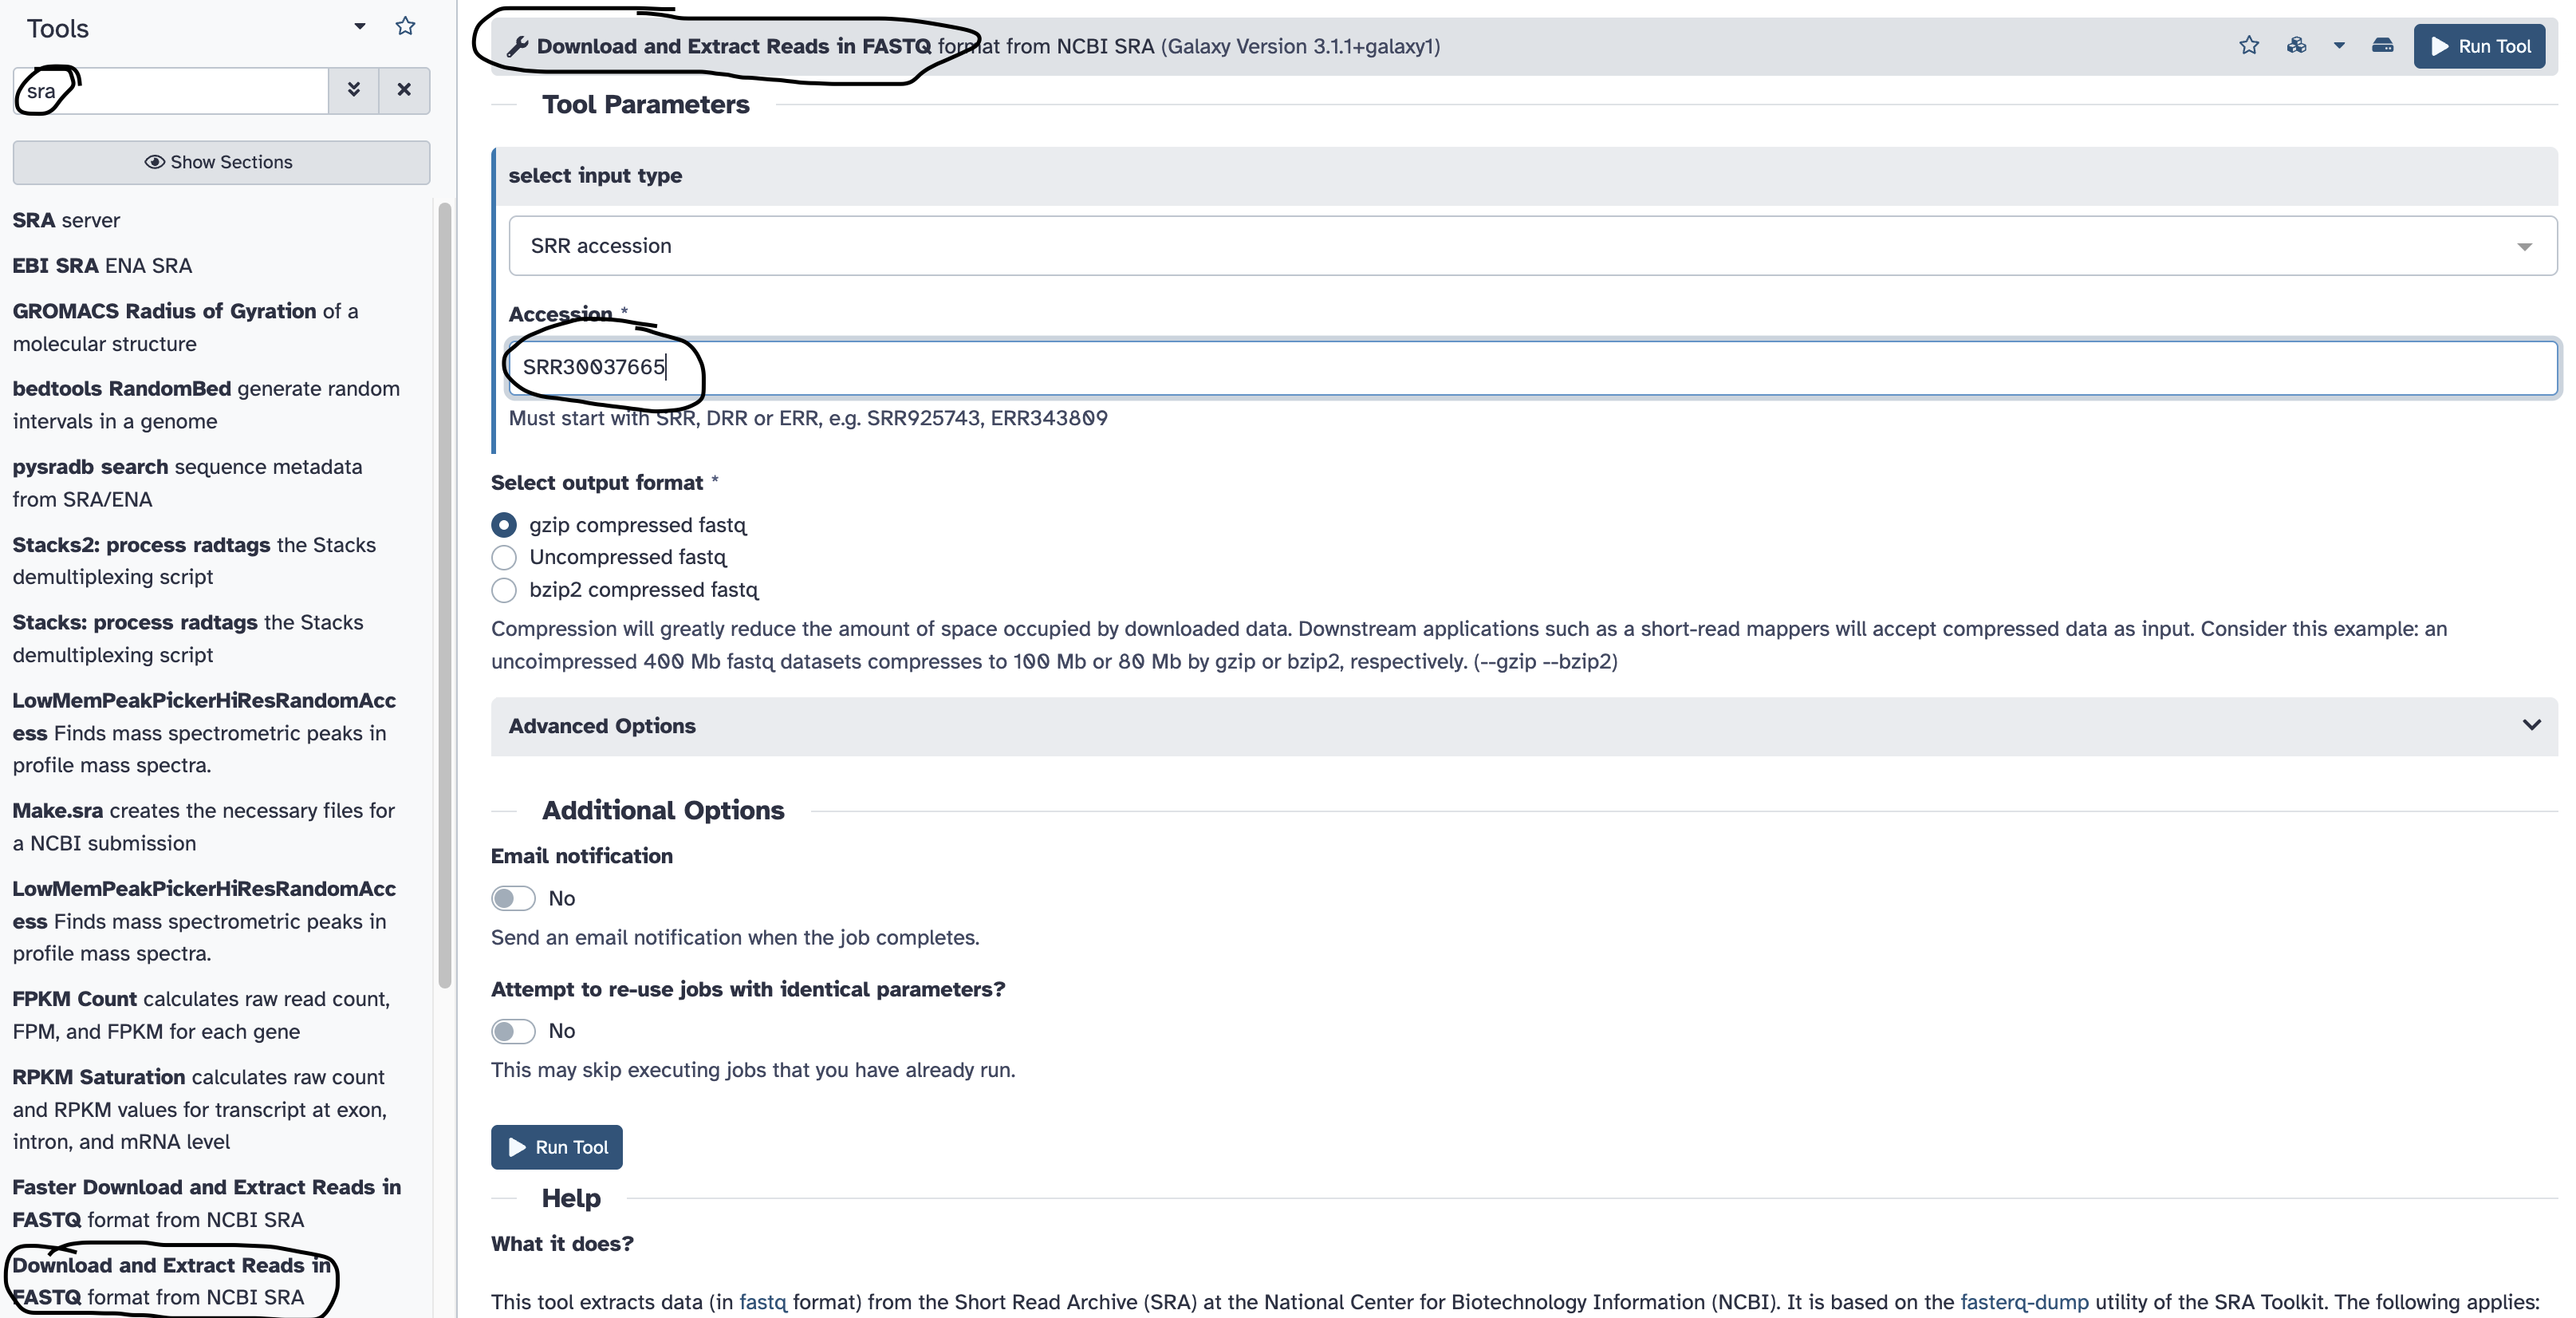 Tools
sra
Show Sections
SRA server
EBI SRA ENA SRA
GROMACS Radius of Gyration of a
molecular structure
bedtools RandomBed generate random
intervals in a genome
pysradb search sequence metadata
from SRA/ENA
Stacks2: process radtags the Stacks
demultiplexing script
Stacks: process radtags the Stacks
demultiplexing script
LowMemPeakPickerHiResRandomAcc
ess Finds mass spectrometric peaks in
profile mass spectra.
Make.sra creates the necessary files for
a NCBI submission
LowMemPeakPickerHiResRandomAcc
ess Finds mass spectrometric peaks in
profile mass spectra.
FPKM Count calculates raw read count,
FPM, and FPKM for each gene
RPKM Saturation calculates raw count
and RPKM values for transcript at exon,
intron, and mRNA level
Faster Download and Extract Reads in
FASTQ format from NCBI SRA
Download and Extract Reads in
FASTQ format from NCBI SRA
Download and Extract Reads in FASTQ format from NCBI SRA (Galaxy Version 3.1.1+galaxy1)
Run Tool
Tool Parameters
select input type
SRR accession
Accession *
SRR30037665
Must start with SRR, DRR or ERR, e.g. SRR925743, ERR343809
Select output format *
gzip compressed fastq
Uncompressed fastq
bzip2 compressed fastq
Compression will greatly reduce the amount of space occupied by downloaded data. Downstream applications such as a short-read mappers will accept compressed data as input. Consider this example: an
uncoimpressed 400 Mb fastq datasets compresses to 100 Mb or 80 Mb by gzip or bzip2, respectively. (--gzip --bzip2)
Advanced Options
Additional Options
Email notification
No
Send an email notification when the job completes.
Attempt to re-use jobs with identical parameters?
No
This may skip executing jobs that you have already run.
Run Tool
Help
What it does?
This tool extracts data (in fastq format) from the Short Read Archive (SRA) at the National Center for Biotechnology Information (NCBI). It is based on the fasterq-dump utility of the SRA Toolkit. The following applies: